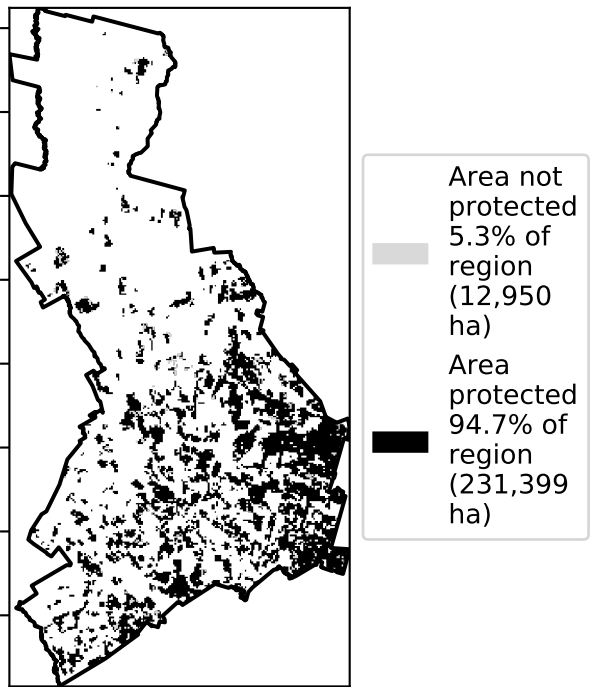 Area not
protected
5.3% of
region
(12,950
ha)
Area
protected
94.7% of
region
(231,399
ha)